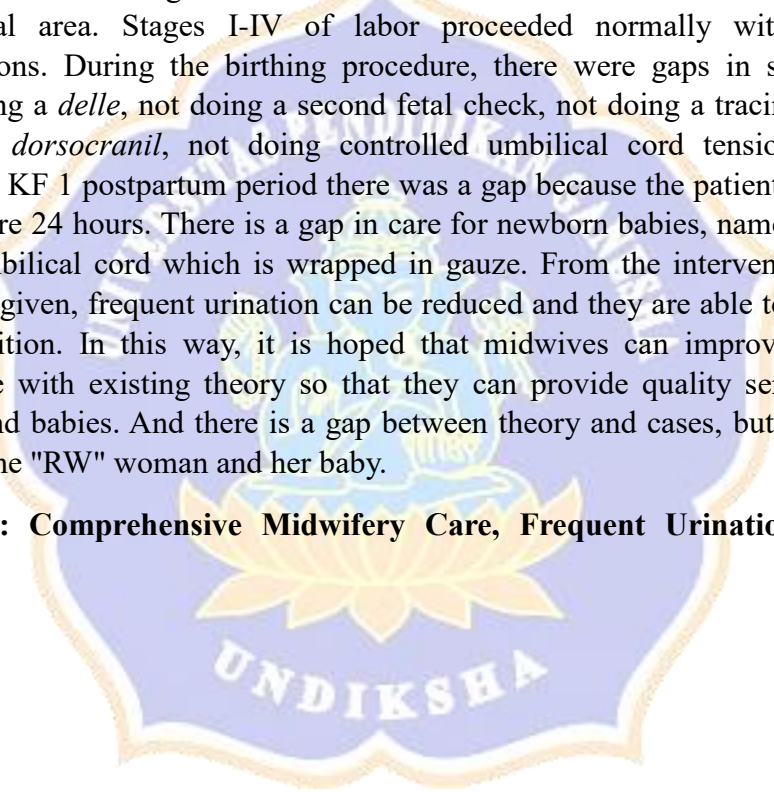 al area. Stages I-IV of labor proceeded normally wit
ons. During the birthing procedure, there were gaps in s
ng a delle, not doing a second fetal check, not doing a tracin
dorsocranil, not doing controlled umbilical cord tensio
KF 1 postpartum period there was a gap because the patient
re 24 hours. There is a gap in care for newborn babies, name
bilical cord which is wrapped in gauze. From the interven
given, frequent urination can be reduced and they are able to
ition. In this way, it is hoped that midwives can improv
e with existing theory so that they can provide quality ser
nd babies. And there is a gap between theory and cases, but
ne "RW" woman and her baby.
: Comprehensive Midwifery Care, Frequent Urinatio
UNIVERSITAS PENDIDIKAN GANESHA
UNDIKSHA